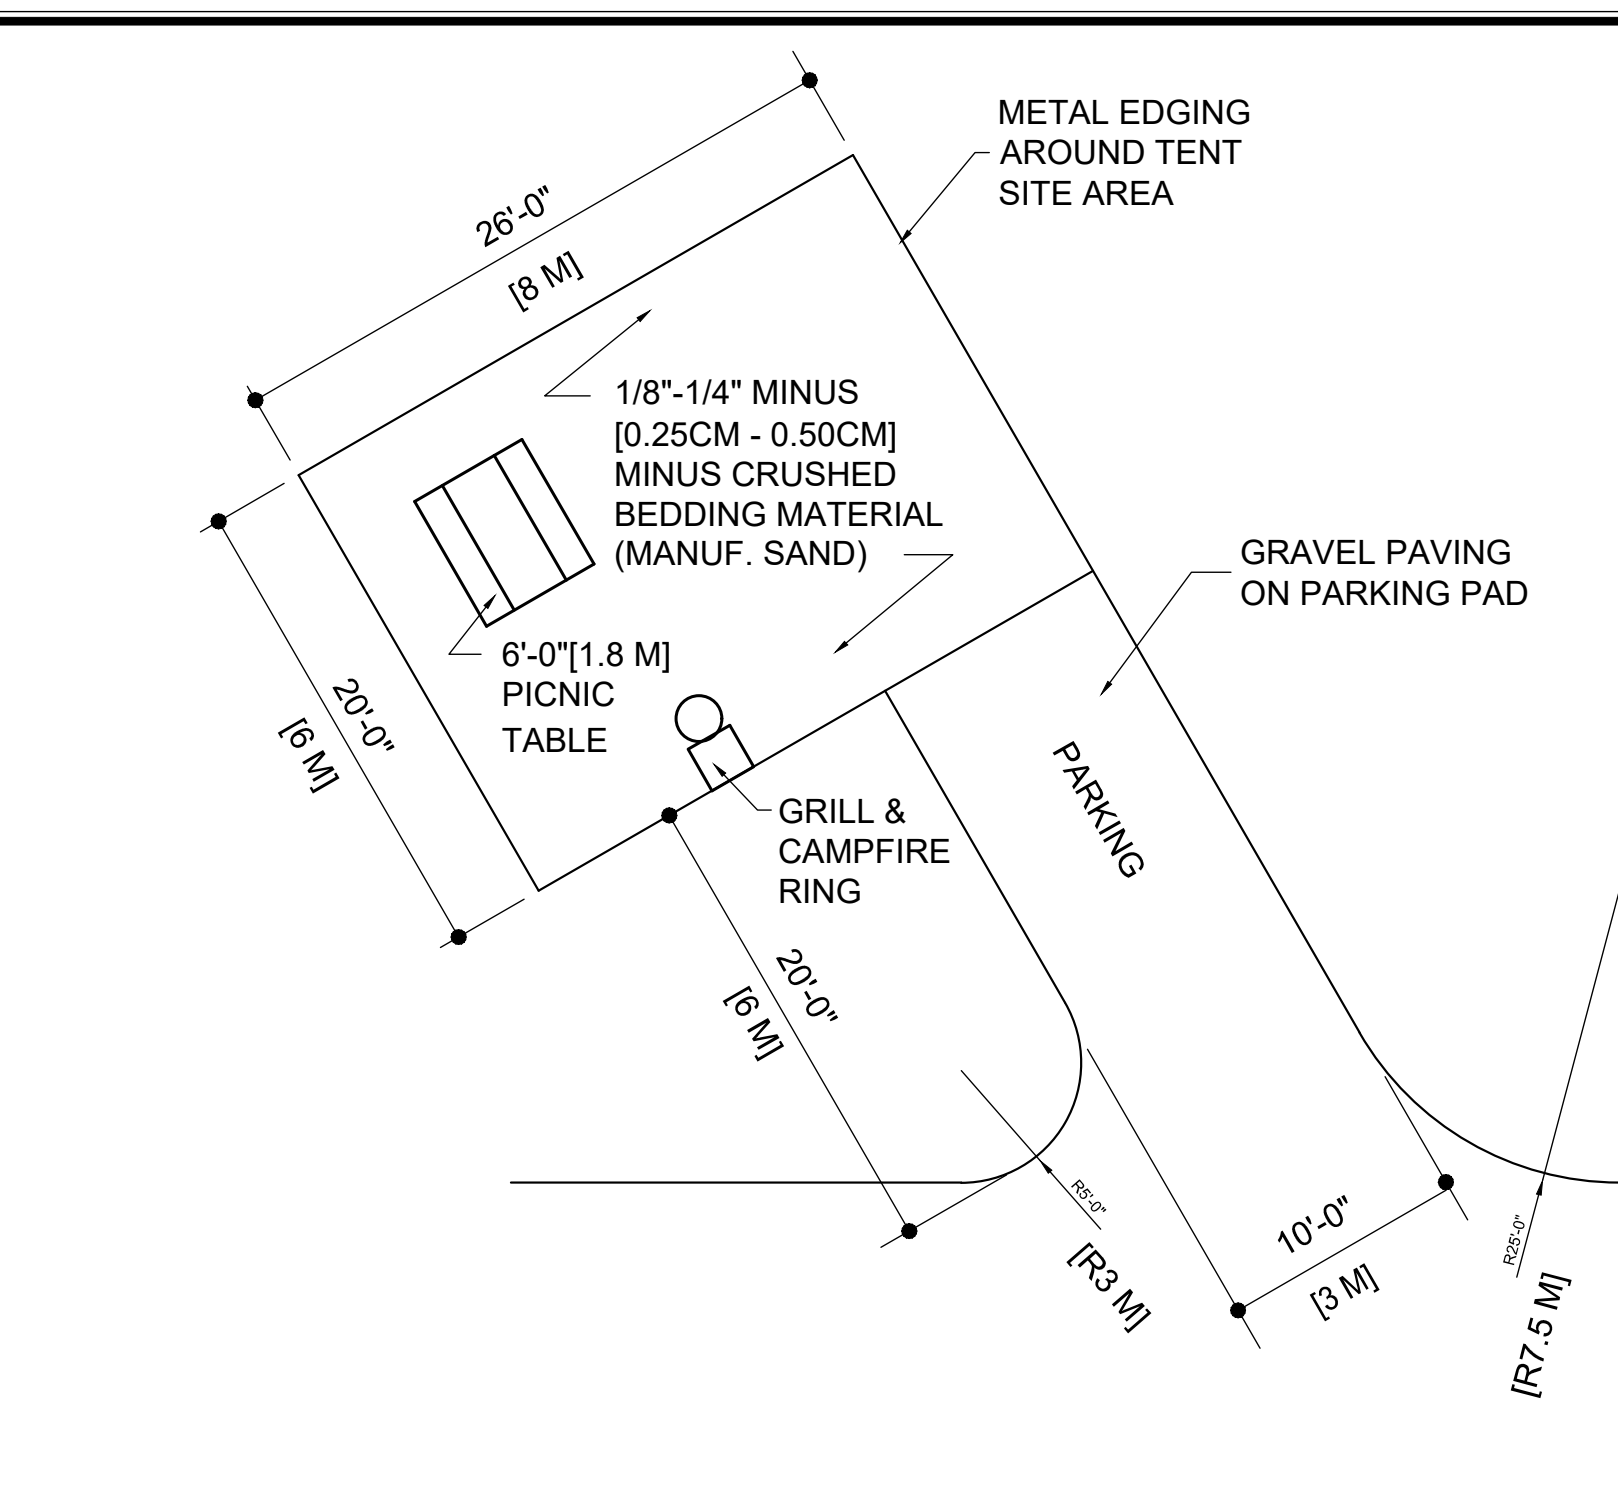 METAL EDGING
AROUND TENT
SITE AREA
26'-0"
[8 M]
1/8"-1/4" MINUS
[0.25CM - 0.50CM]
MINUS CRUSHED
BEDDING MATERIAL
(MANUF. SAND)
GRAVEL PAVING
ON PARKING PAD
6'-0"[1.8 M]
PICNIC
TABLE
20'-0"
[6 M]
PARKING
GRILL &
CAMPFIRE
RING
20'-0"
[6 M]
R5'-0"
[R3 M]
10'-0"
[3 M]
R25'-0"
[R7.5 M]